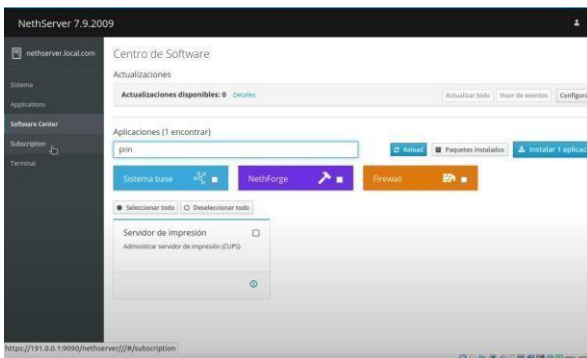 NethServer 7.9.2009
nethserver.local.com
Sistema
Applications
Software Center
Subscription
Terminal
Centro de Software
Actualizaciones
Actualizaciones disponibles: 0 Detalles
Actualizar todo Visor de eventos Configura
Aplicaciones (1 encontrar)
prin
Reload Paquetes instalados Instalar 1 aplicac
Sistema base NethForge Firewall
Seleccionar todo Deseleccionar todo
Servidor de impresión
Administrar servidor de impresión (CUPS)
https://191.0.0.1:9090/nethserver///#/subscription